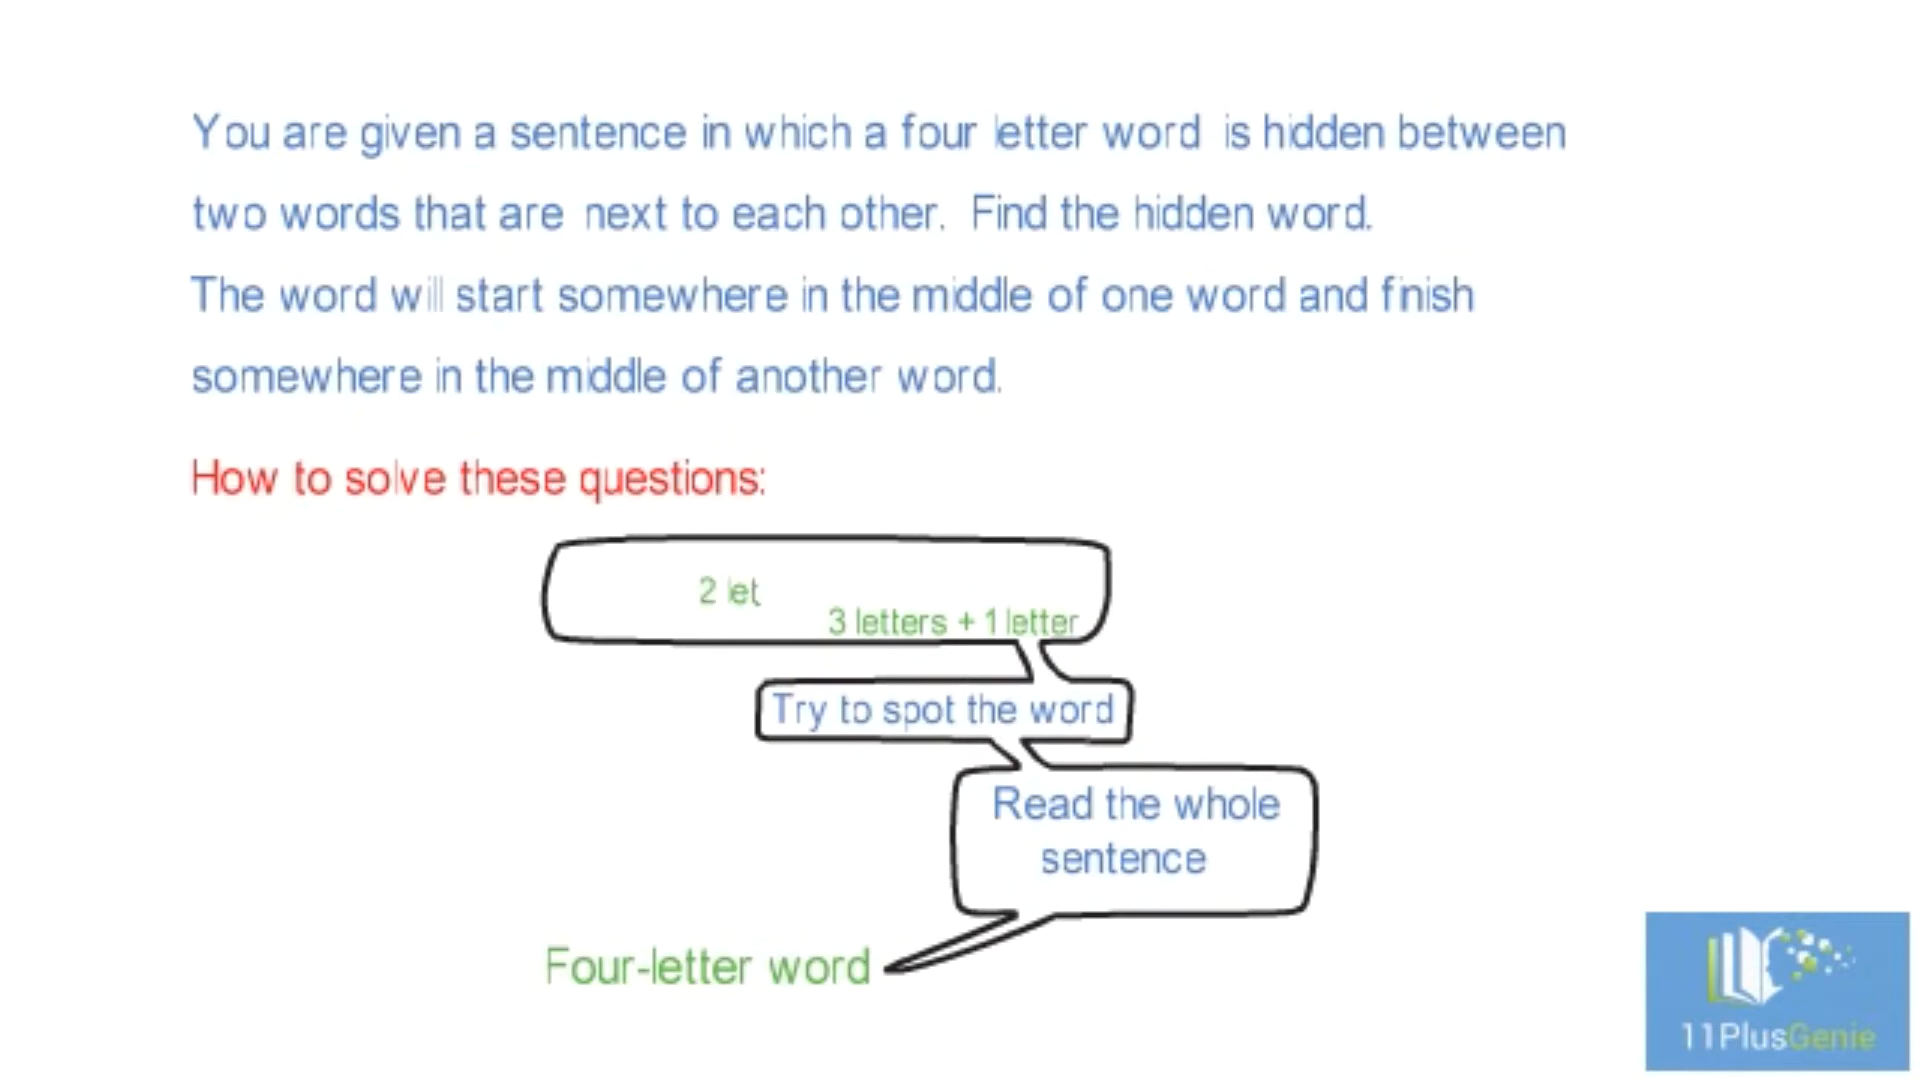 You are given a sentence in which a four letter word is hidden between
two words that are next to each other. Find the hidden word.
The word will start somewhere in the middle of one word and finish
somewhere in the middle of another word.
How to solve these questions:
2 let
3 letters + 1 letter
Try to spot the word
Read the whole
sentence
Four-letter word
11PlusGenie